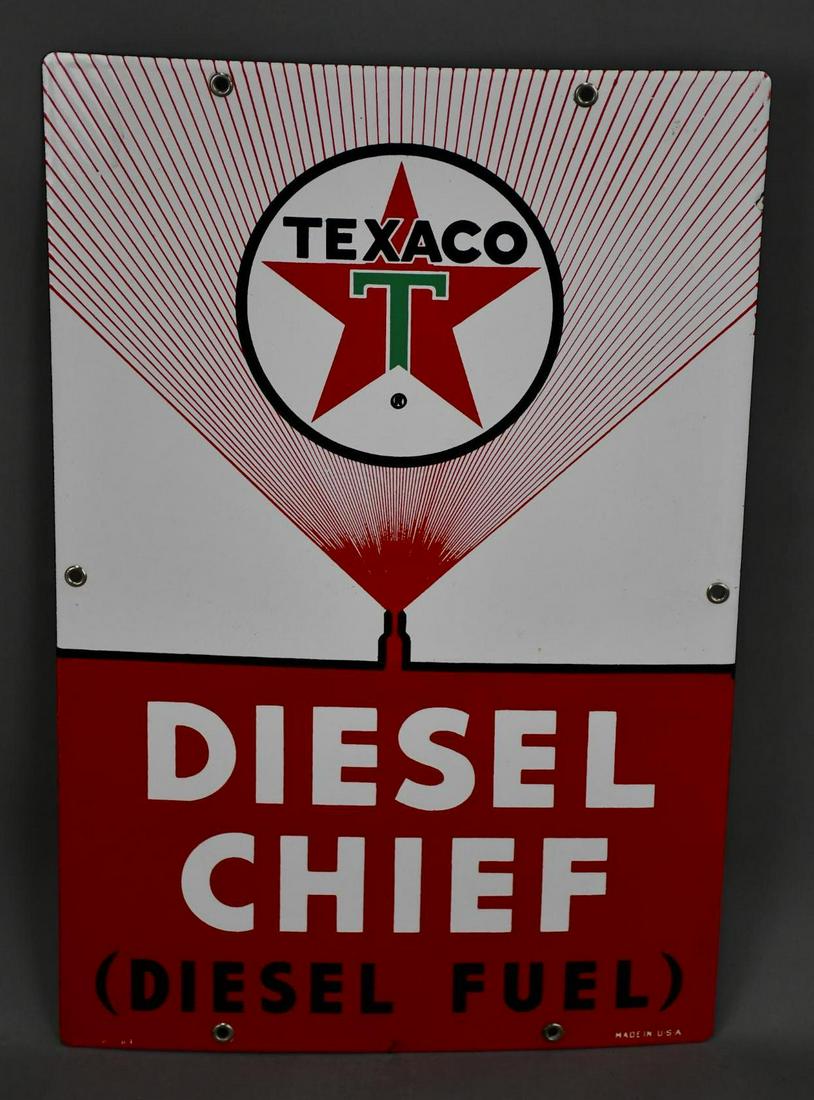 TEXACO
T
DIESEL
CHIEF
(DIESEL FUEL)
MADE IN U.S.A.